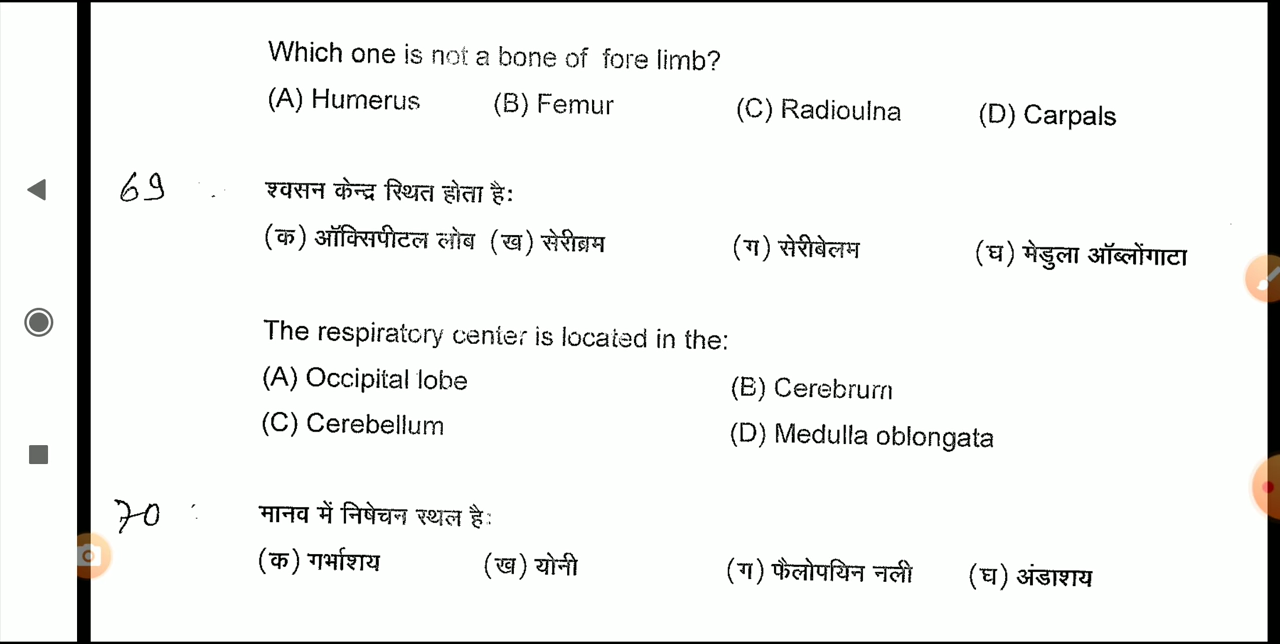 Which one is not a bone of fore limb?
(A) Humerus (B) Femur (C) Radioulna (D) Carpals
69 श्वसन केन्द्र स्थित होता है:
(क) ऑक्सिपीटल लोब (ख) सेरीब्रम (ग) सेरीबेलम (घ) मेडुला ऑब्लोंगाटा
The respiratory center is located in the:
(A) Occipital lobe (B) Cerebrum
(C) Cerebellum (D) Medulla oblongata
70 मानव में निषेचन स्थल है:
(क) गर्भाशय (ख) योनी (ग) फैलोपयिन नली (घ) अंडाशय